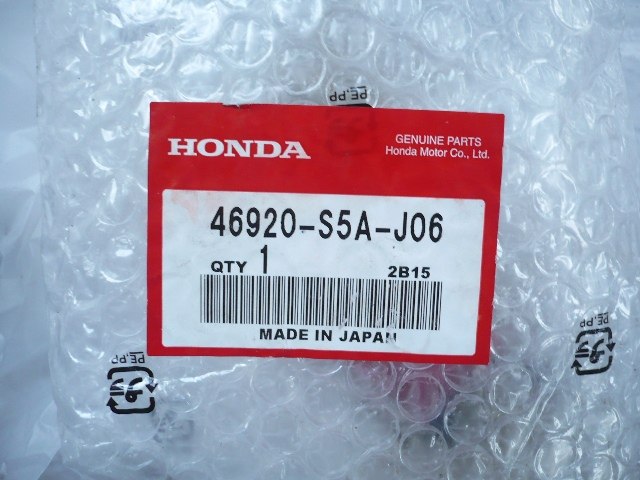 PE.PP
HONDA
GENUINE PARTS
Honda Motor Co., Ltd.
46920-S5A-J06
QTY 1
2B15
MADE IN JAPAN
PE.PP
PE.PP